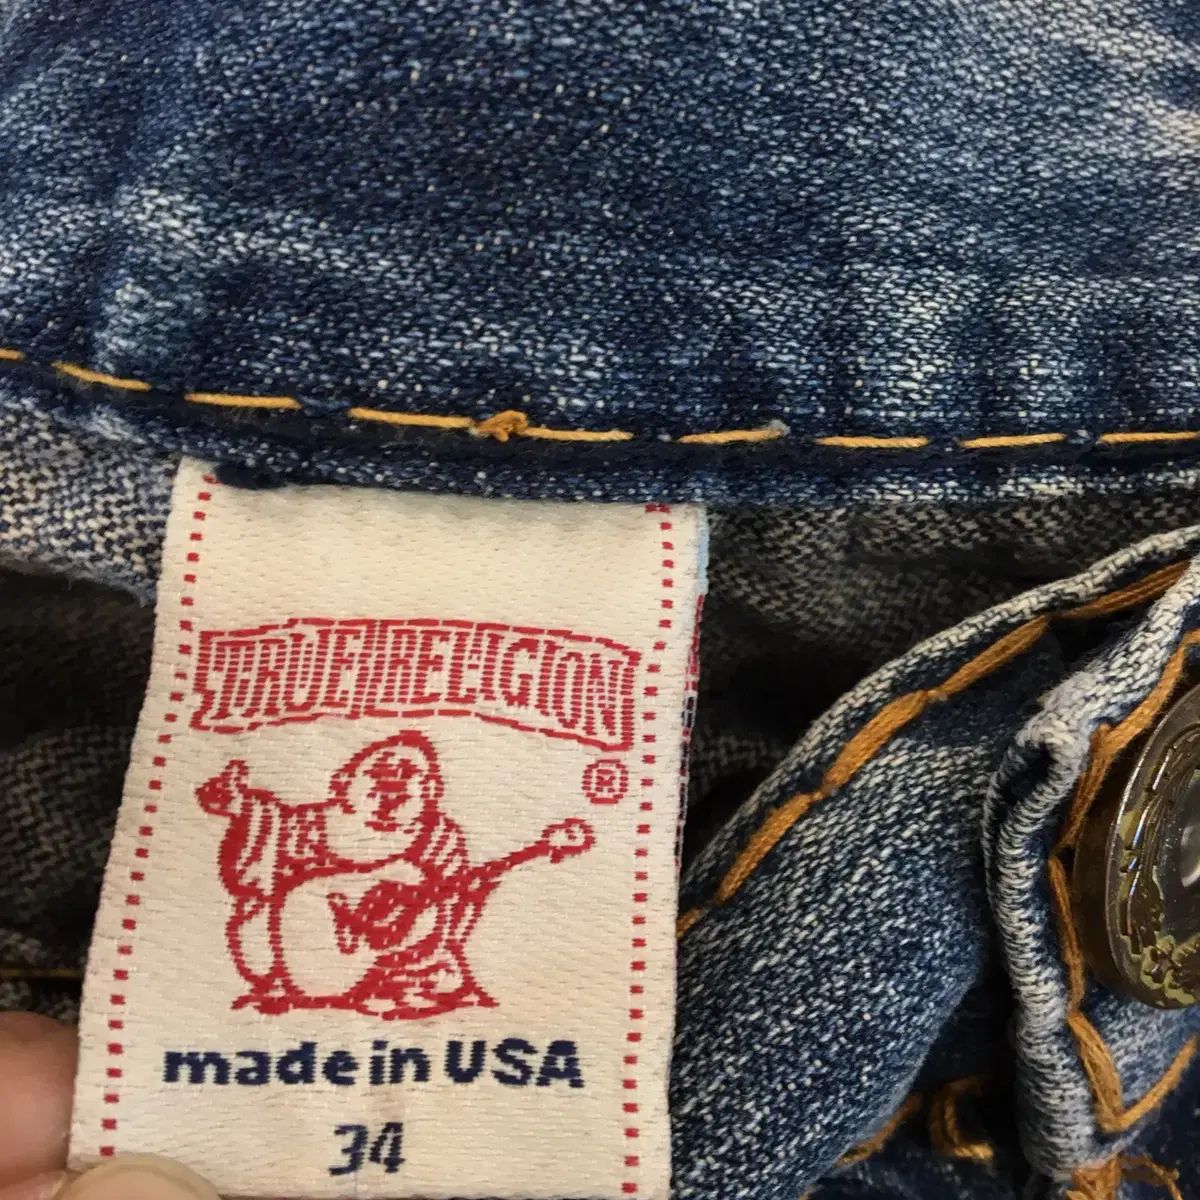 TRUE RELIGION
®
made in USA
34